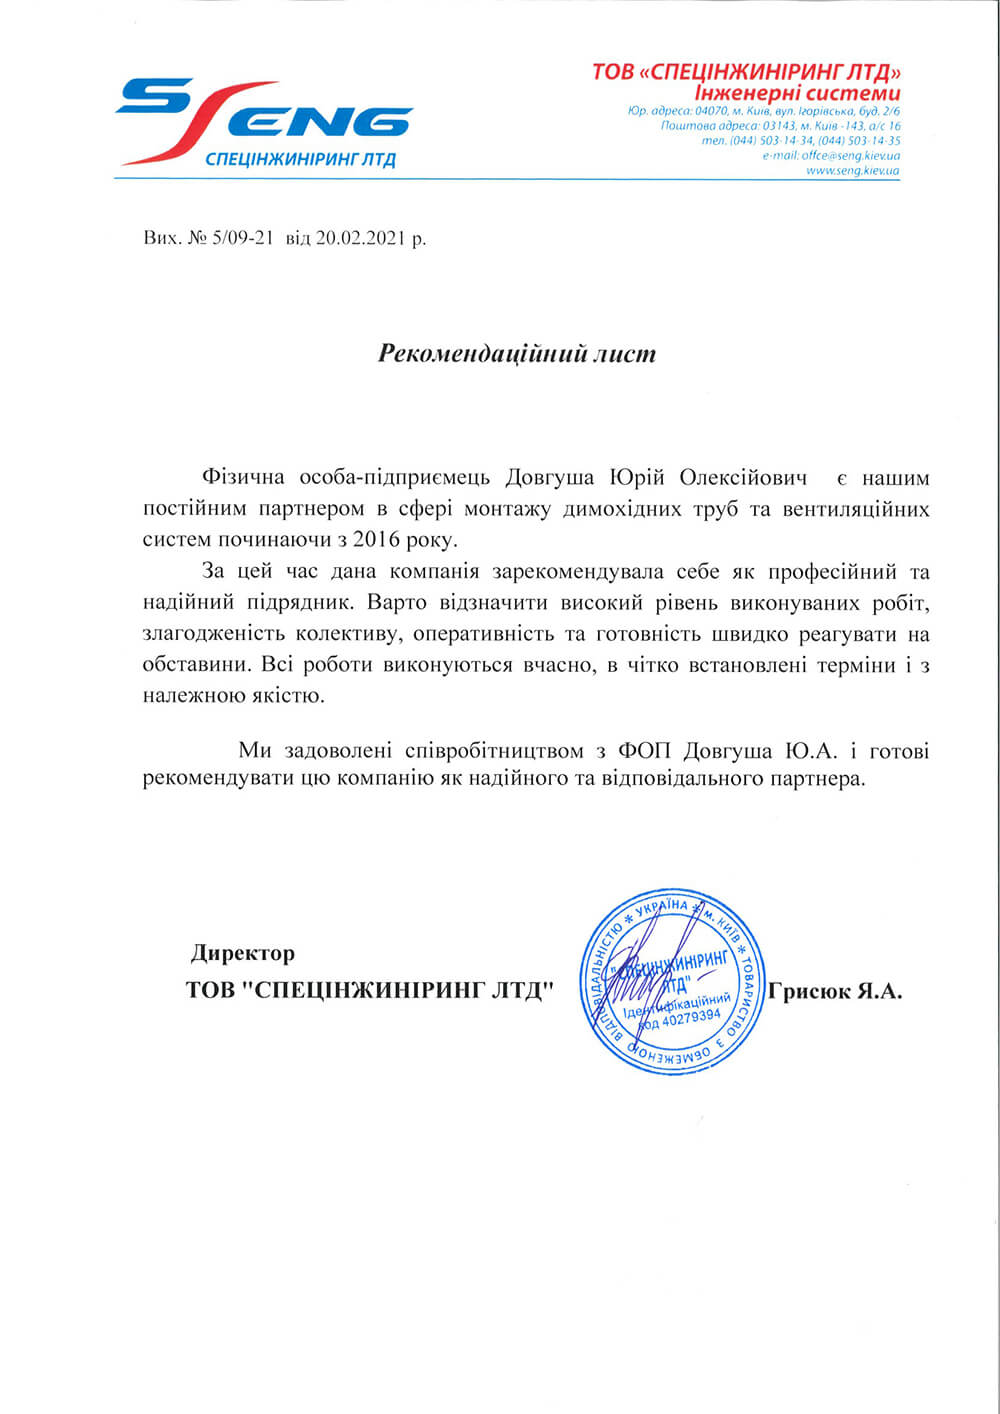 SSENG
СПЕЦІНЖИНІРИНГ ЛТД
ТОВ «СПЕЦІНЖИНІРИНГ ЛТД»
Інженерні системи
Юр. адреса: 04070, м. Київ, вул. Ігорівська, буд. 2/6
Поштова адреса: 03143, м. Київ -143, а/с 16
тел. (044) 503-14-34, (044) 503-14-35
e-mail: offce@seng.kiev.ua
www.seng.kiev.ua
Вих. № 5/09-21 від 20.02.2021 р.
Рекомендаційний лист
Фізична особа-підприємець Довгуша Юрій Олексійович є нашим
постійним партнером в сфері монтажу димохідних труб та вентиляційних
систем починаючи з 2016 року.
За цей час дана компанія зарекомендувала себе як професійний та
надійний підрядник. Варто відзначити високий рівень виконуваних робіт,
злагодженість колективу, оперативність та готовність швидко реагувати на
обставини. Всі роботи виконуються вчасно, в чітко встановлені терміни і з
належною якістю.
Ми задоволені співробітництвом з ФОП Довгуша Ю.А. і готові
рекомендувати цю компанію як надійного та відповідального партнера.
Директор
ТОВ "СПЕЦІНЖИНІРИНГ ЛТД"
Грисюк Я.А.
УКРАЇНА * м. КИЇВ * ТОВАРИСТВО З ОБМЕЖЕНОЮ ВІДПОВІДАЛЬНІСТЮ *
"СПЕЦІНЖИНІРИНГ
ЛТД"
Ідентифікаційний
код 40279394